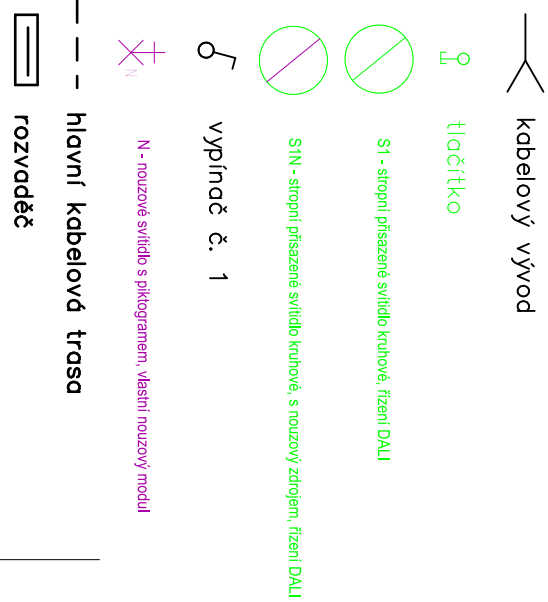 kabelový vývod
tlačítko
S1 - stropní přisazené svítidlo kruhové, řízení DALI
S1N - stropní přisazené svítidlo kruhové, s nouzový zdrojem, řízení DALI
vypínač č. 1
N
N - nouzové svítidlo s piktogramem, vlastní nouzový modul
hlavní kabelová trasa
rozvaděč